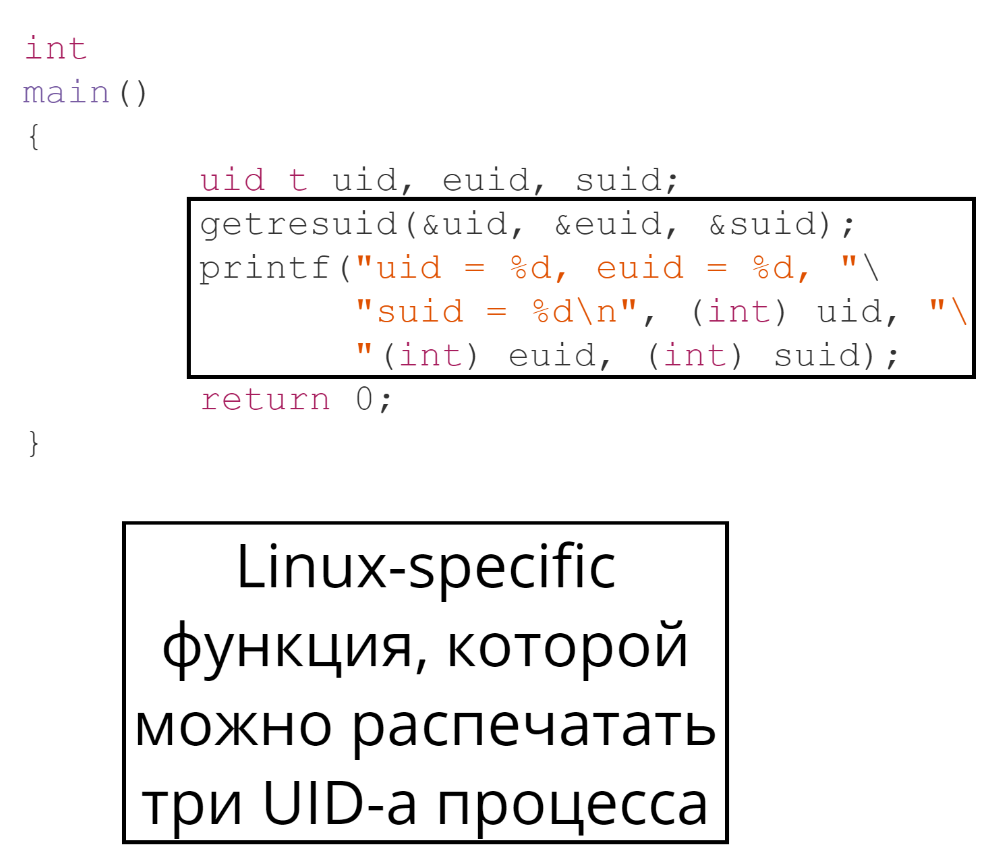 int
main()
{
uid t uid, euid, suid;
getresuid(&uid, &euid, &suid);
printf("uid = %d, euid = %d, "\
"suid = %d\n", (int) uid, "\
"(int) euid, (int) suid);
return 0;
}
Linux-specific
функция, которой
можно распечатать
три UID-а процесса